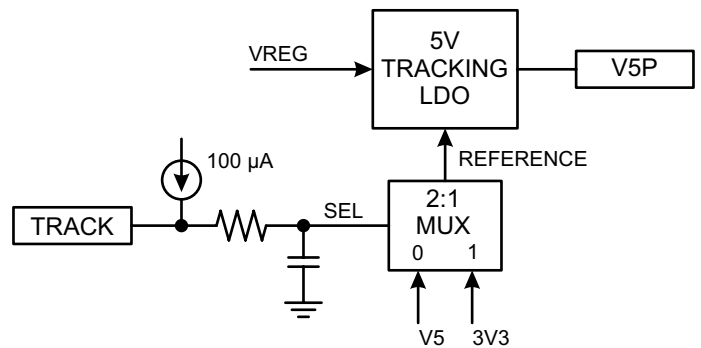 VREG
5V
TRACKING
LDO
V5P
100 µA
REFERENCE
TRACK
SEL
2:1
MUX
0 1
V5 3V3